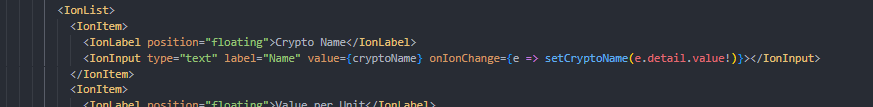 <IonList>
<IonItem>
<IonLabel position="floating">Crypto Name</IonLabel>
<IonInput type="text" label="Name" value={cryptoName} onIonChange={e => setCryptoName(e.detail.value!)}></IonInput>
</IonItem>
<IonItem>
<IonLabel position="floating">Value per Unit</IonLabel>